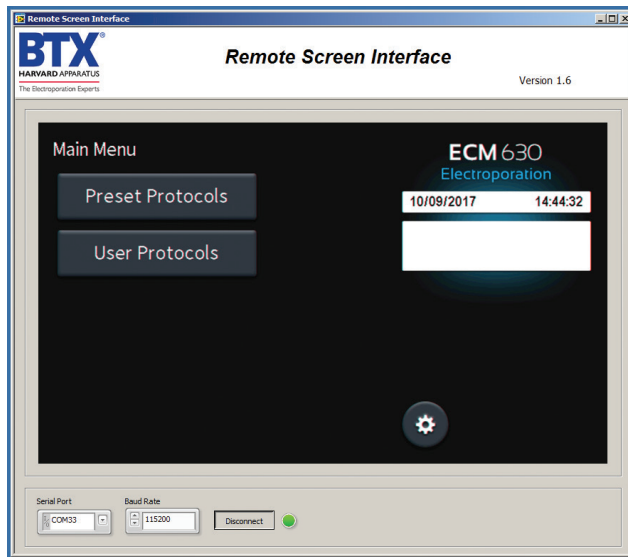 Remote Screen Interface
BTX®
HARVARD APPARATUS
The Electroporation Experts
Remote Screen Interface
Version 1.6
Main Menu
Preset Protocols
User Protocols
ECM 630
Electroporation
10/09/2017 14:44:32
Serial Port
COM33
Baud Rate
115200
Disconnect